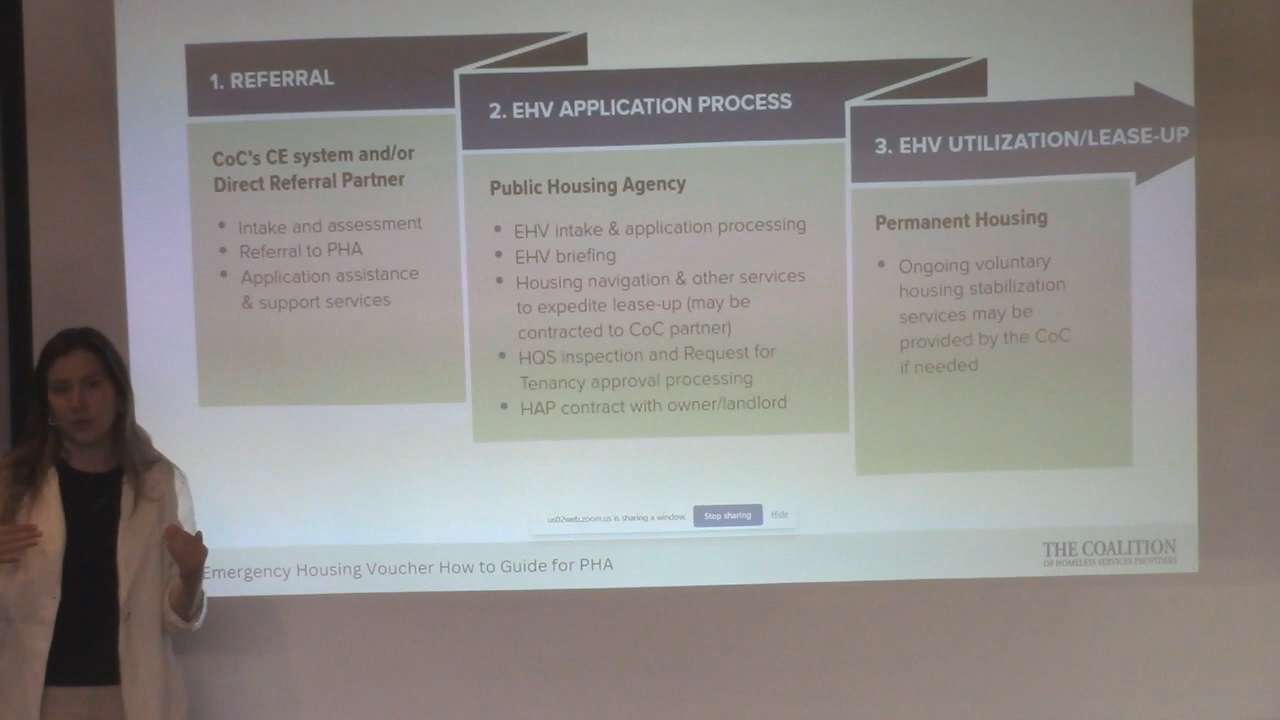 1. REFERRAL
CoC's CE system and/or
Direct Referral Partner
• Intake and assessment
• Referral to PHA
• Application assistance
& support services
2. EHV APPLICATION PROCESS
Public Housing Agency
• EHV intake & application processing
• EHV briefing
• Housing navigation & other services
to expedite lease-up (may be
contracted to CoC partner)
• HQS inspection and Request for
Tenancy approval processing
• HAP contract with owner/landlord
3. EHV UTILIZATION/LEASE-UP
Permanent Housing
• Ongoing voluntary
housing stabilization
services may be
provided by the CoC
if needed
us02web.zoom.us is sharing a window.
Stop sharing
Hide
Emergency Housing Voucher How to Guide for PHA
THE COALITION
OF HOMELESS SERVICES PROVIDERS